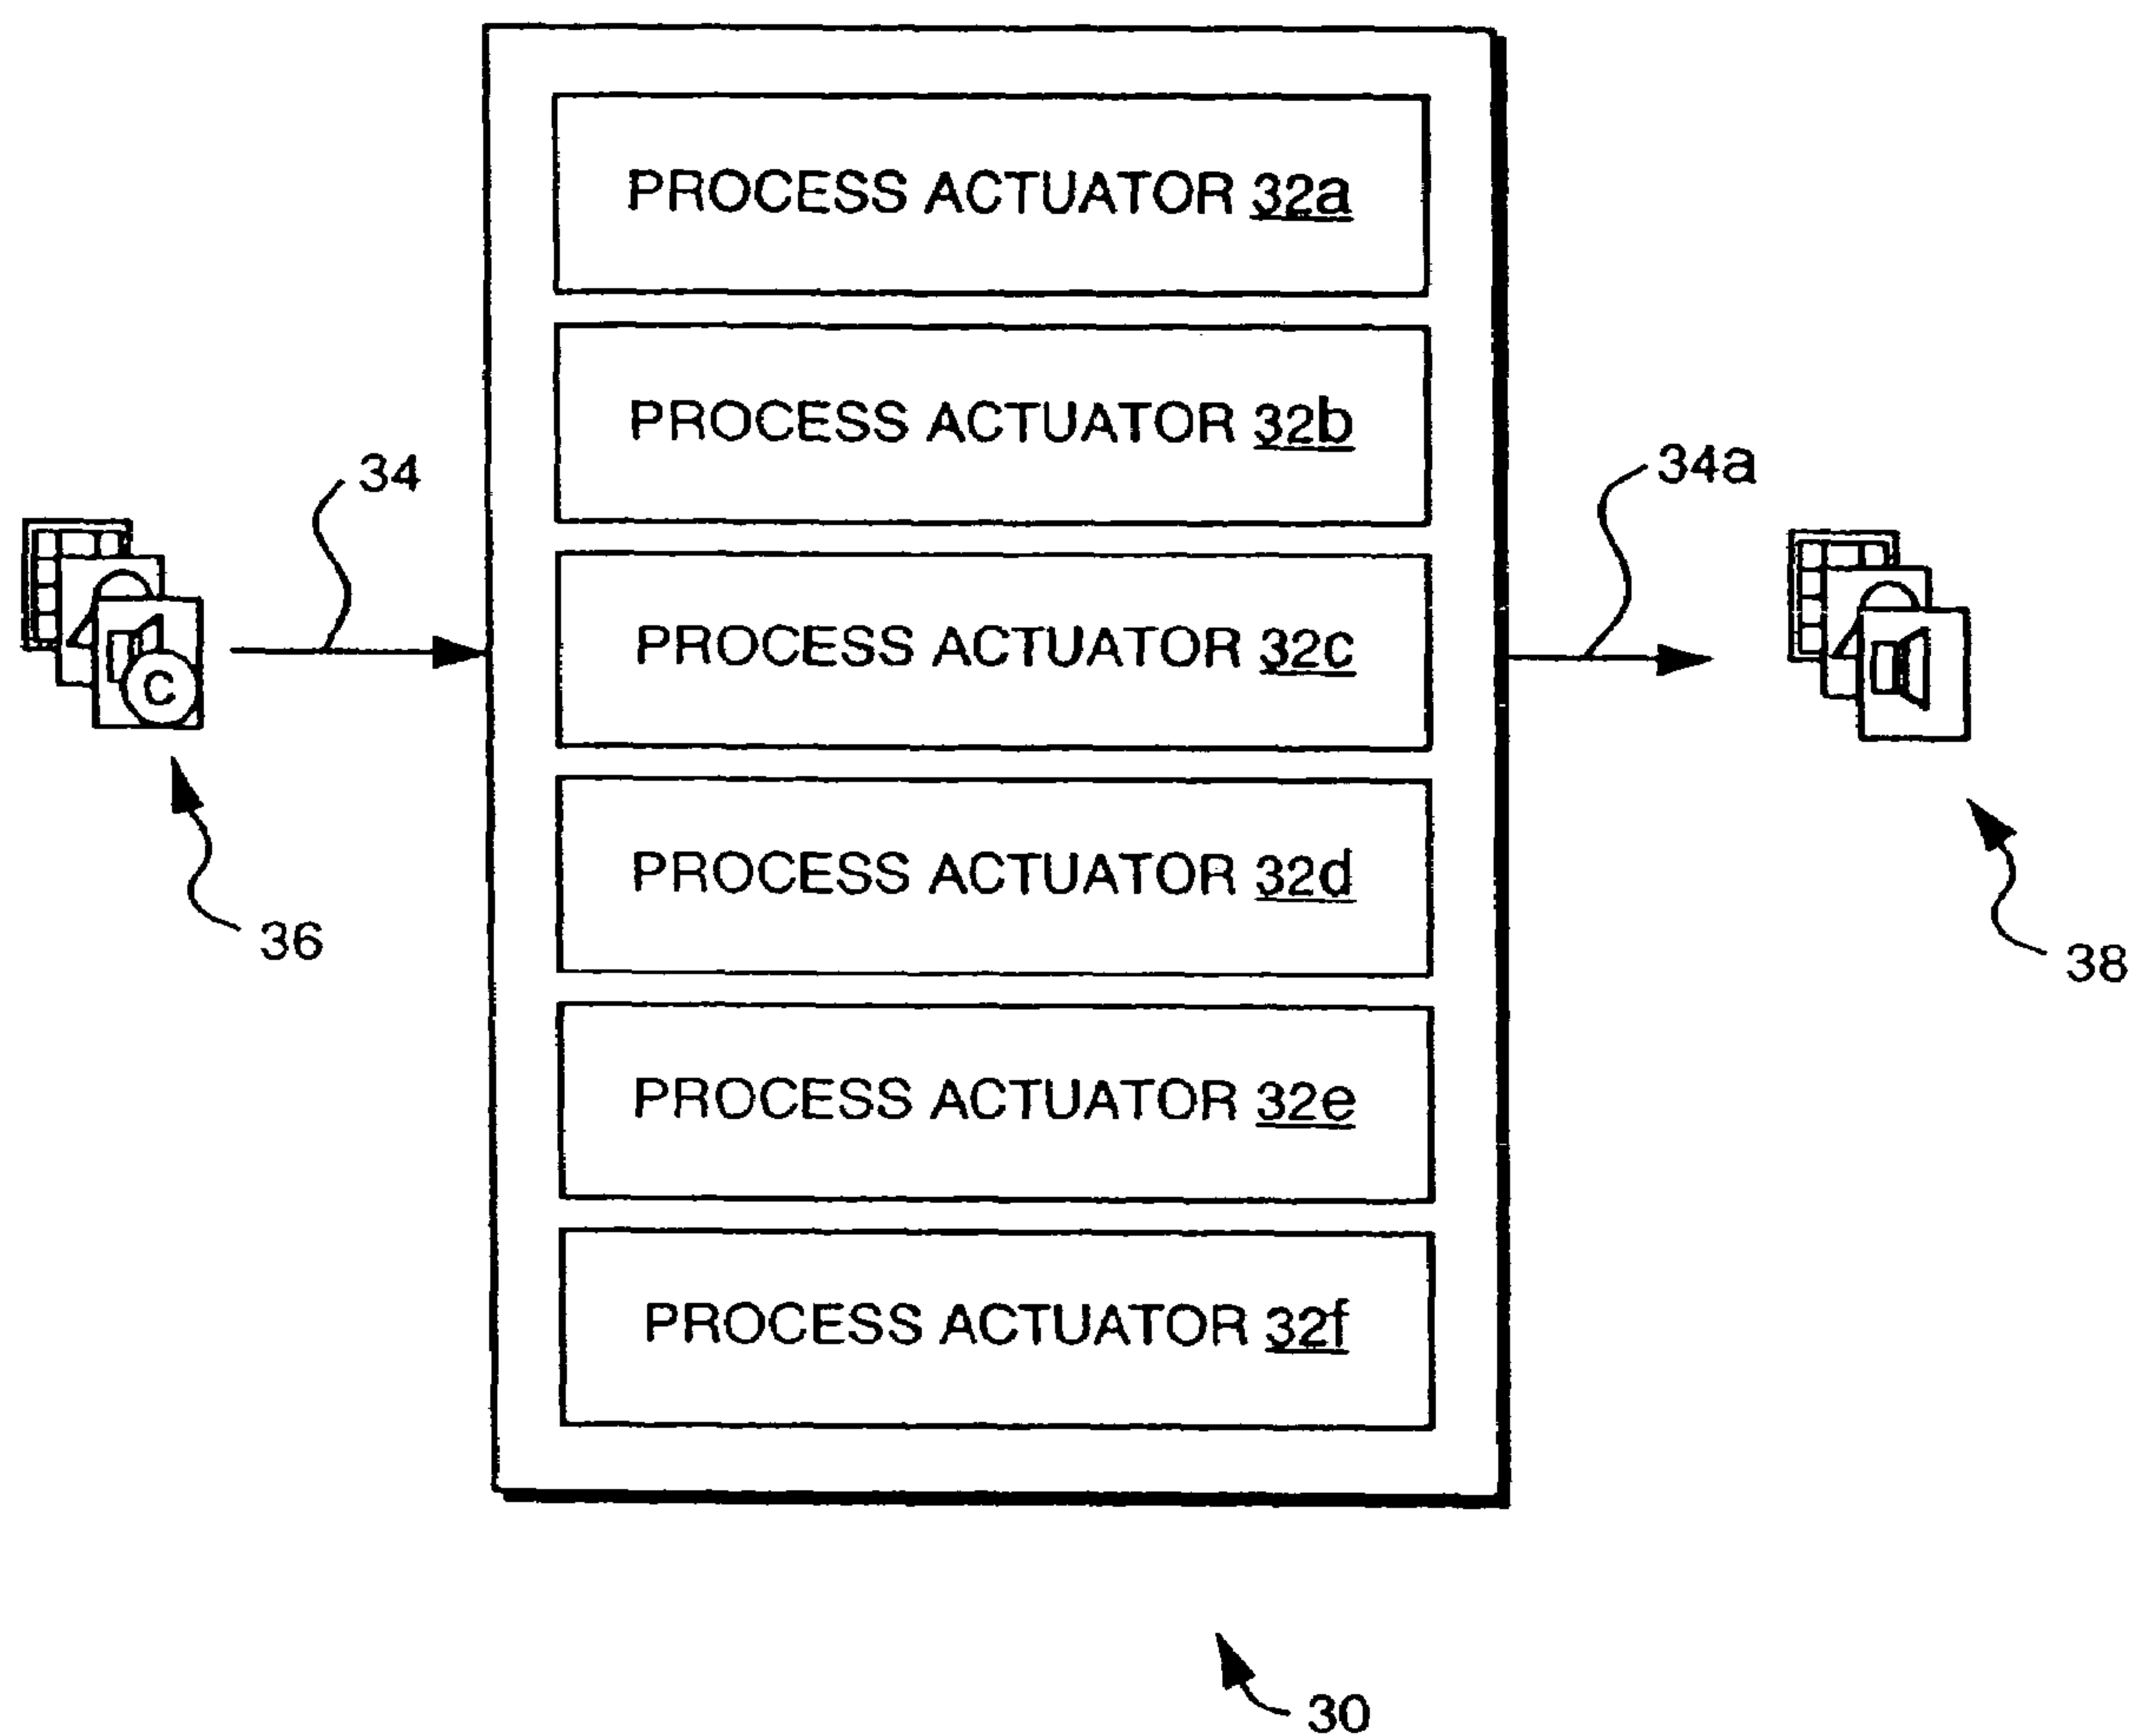 PROCESS ACTUATOR 32a
PROCESS ACTUATOR 32b
34
34a
PROCESS ACTUATOR 32c
C
PROCESS ACTUATOR 32d
36
38
PROCESS ACTUATOR 32e
PROCESS ACTUATOR 32f
30